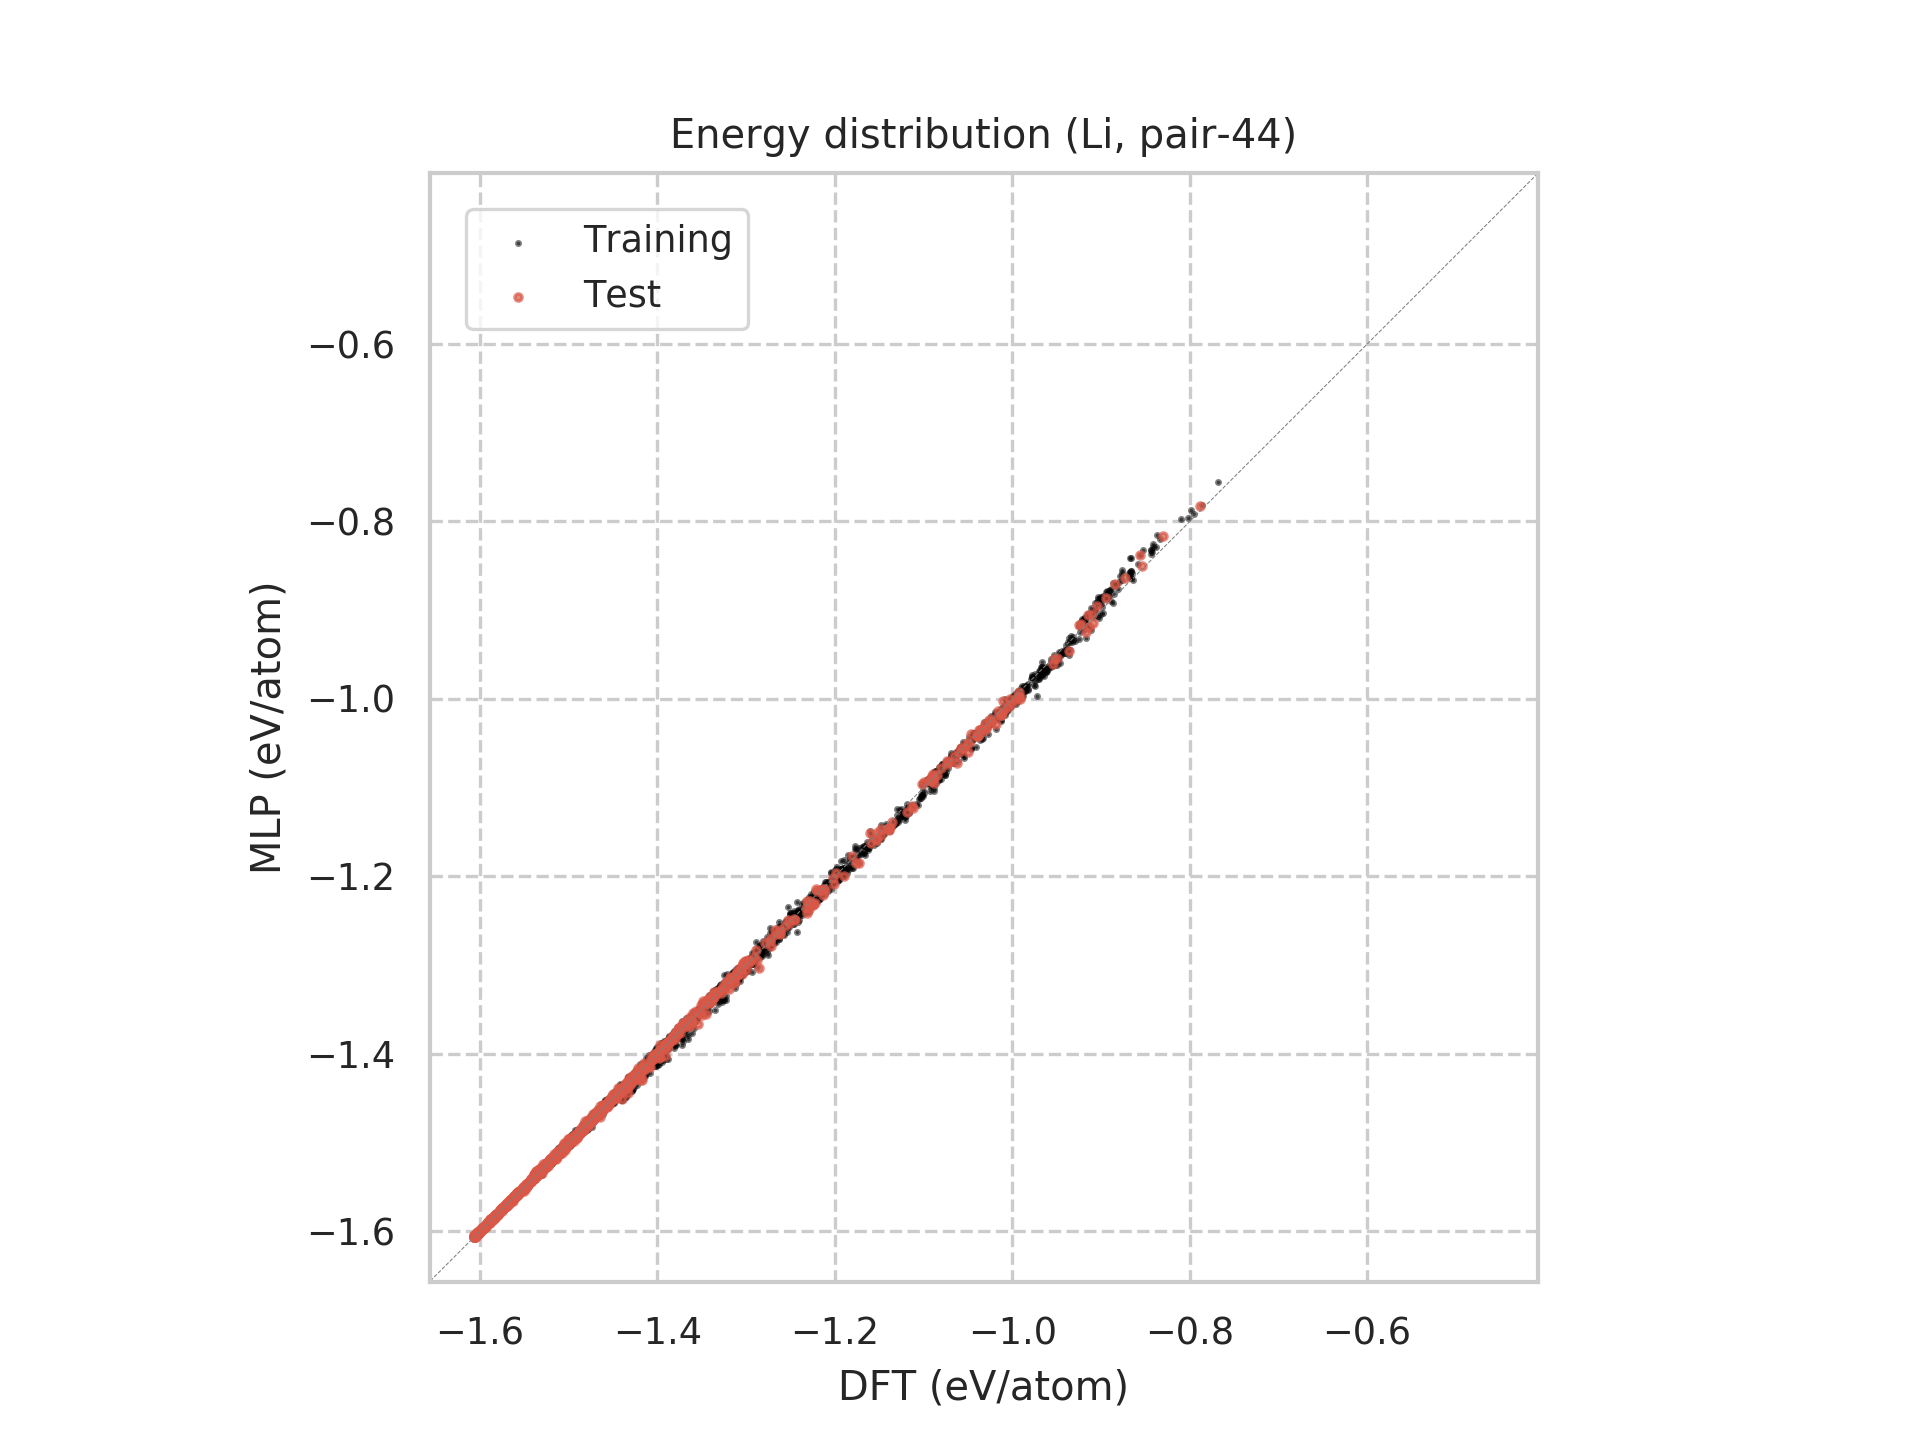 Energy distribution (Li, pair-44)
Training
Test
−0.6
−0.8
−1.0
−1.2
−1.4
−1.6
MLP (eV/atom)
−1.6 −1.4 −1.2 −1.0 −0.8 −0.6
DFT (eV/atom)